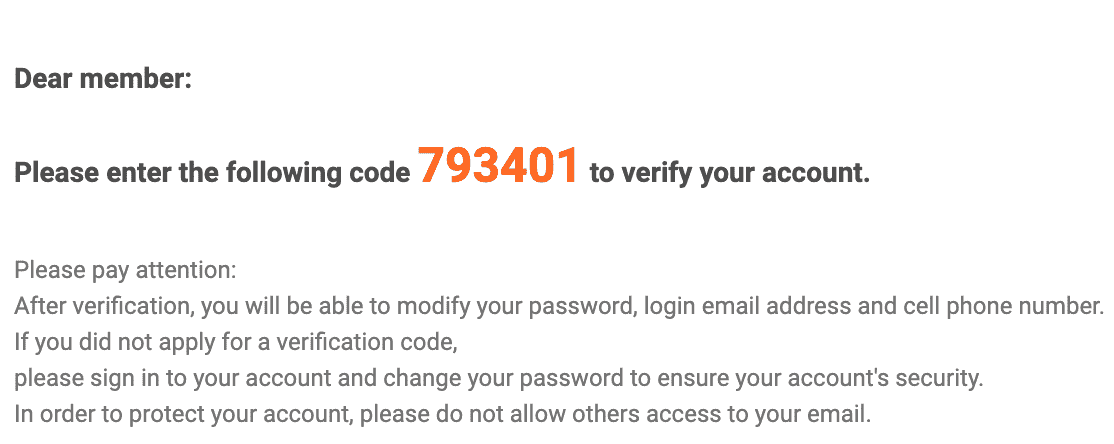 Dear member:
Please enter the following code 793401 to verify your account.
Please pay attention:
After verification, you will be able to modify your password, login email address and cell phone number.
If you did not apply for a verification code,
please sign in to your account and change your password to ensure your account's security.
In order to protect your account, please do not allow others access to your email.